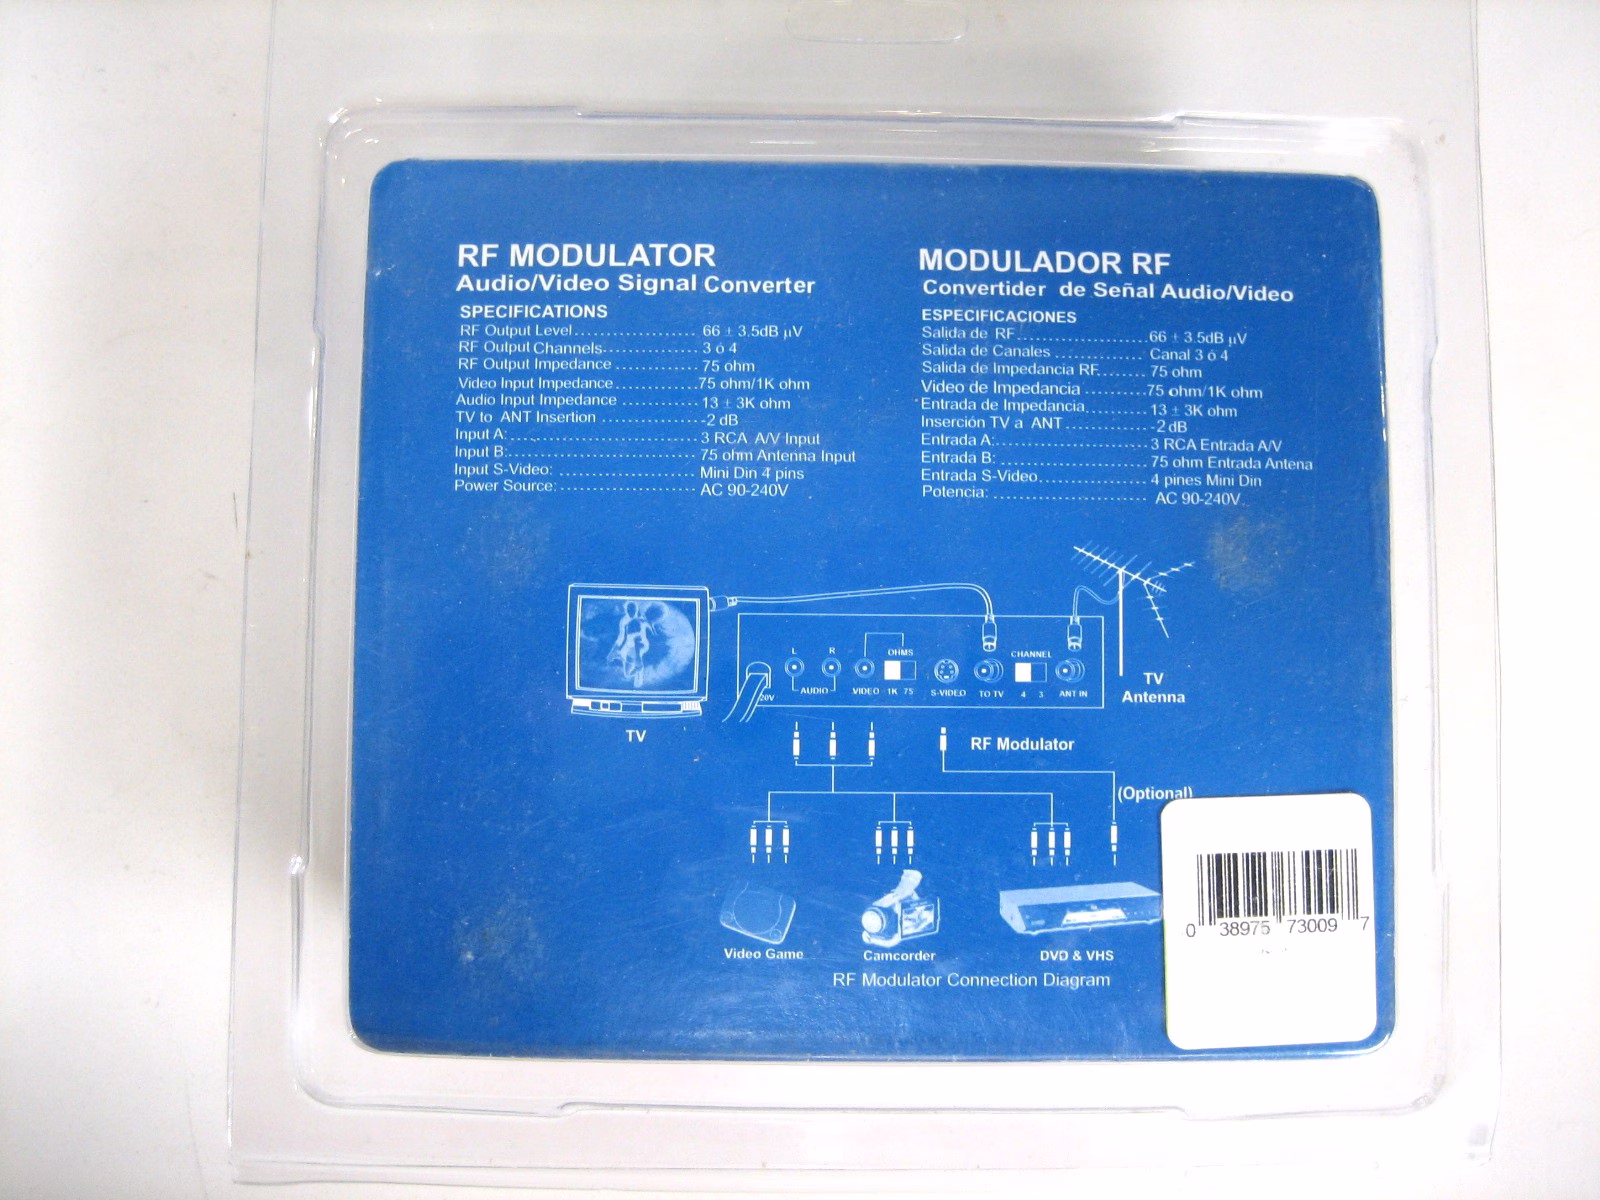 RF MODULATOR
Audio/Video Signal Converter
SPECIFICATIONS
RF Output Level.................... 66 ± 3.5dB µV
RF Output Channels................ 3 ó 4
RF Output Impedance .............. 75 ohm
Video Input Impedance..............75 ohm/1K ohm
Audio Input Impedance ............. 13 ± 3K ohm
TV to ANT Insertion ..................-2 dB
Input A:................................ 3 RCA A/V Input
Input B:................................ 75 ohm Antenna Input
Input S-Video: ....................... Mini Din 4 pins
Power Source:....................... AC 90-240V
MODULADOR RF
Convertider de Señal Audio/Video
ESPECIFICACIONES
Salida de RF......................66 ± 3.5dB µV
Salida de Canales ............... Canal 3 ó 4
Salida de Impedancia RF........ 75 ohm
Video de Impedancia ...........75 ohm/1K ohm
Entrada de Impedancia.......... 13 ± 3K ohm
Inserción TV a ANT ..............-2 dB
Entrada A:......................... 3 RCA Entrada A/V
Entrada B: ........................ 75 ohm Entrada Antena
Entrada S-Video.................. 4 pines Mini Din
Potencia: .......................... AC 90-240V.
L R OHMS CHANNEL
AUDIO VIDEO 1K 75 S-VIDEO TO TV 4 3 ANT IN
20V
TV
Antenna
TV
RF Modulator
(Optional)
Video Game Camcorder DVD & VHS
RF Modulator Connection Diagram
0 38975 73009 7